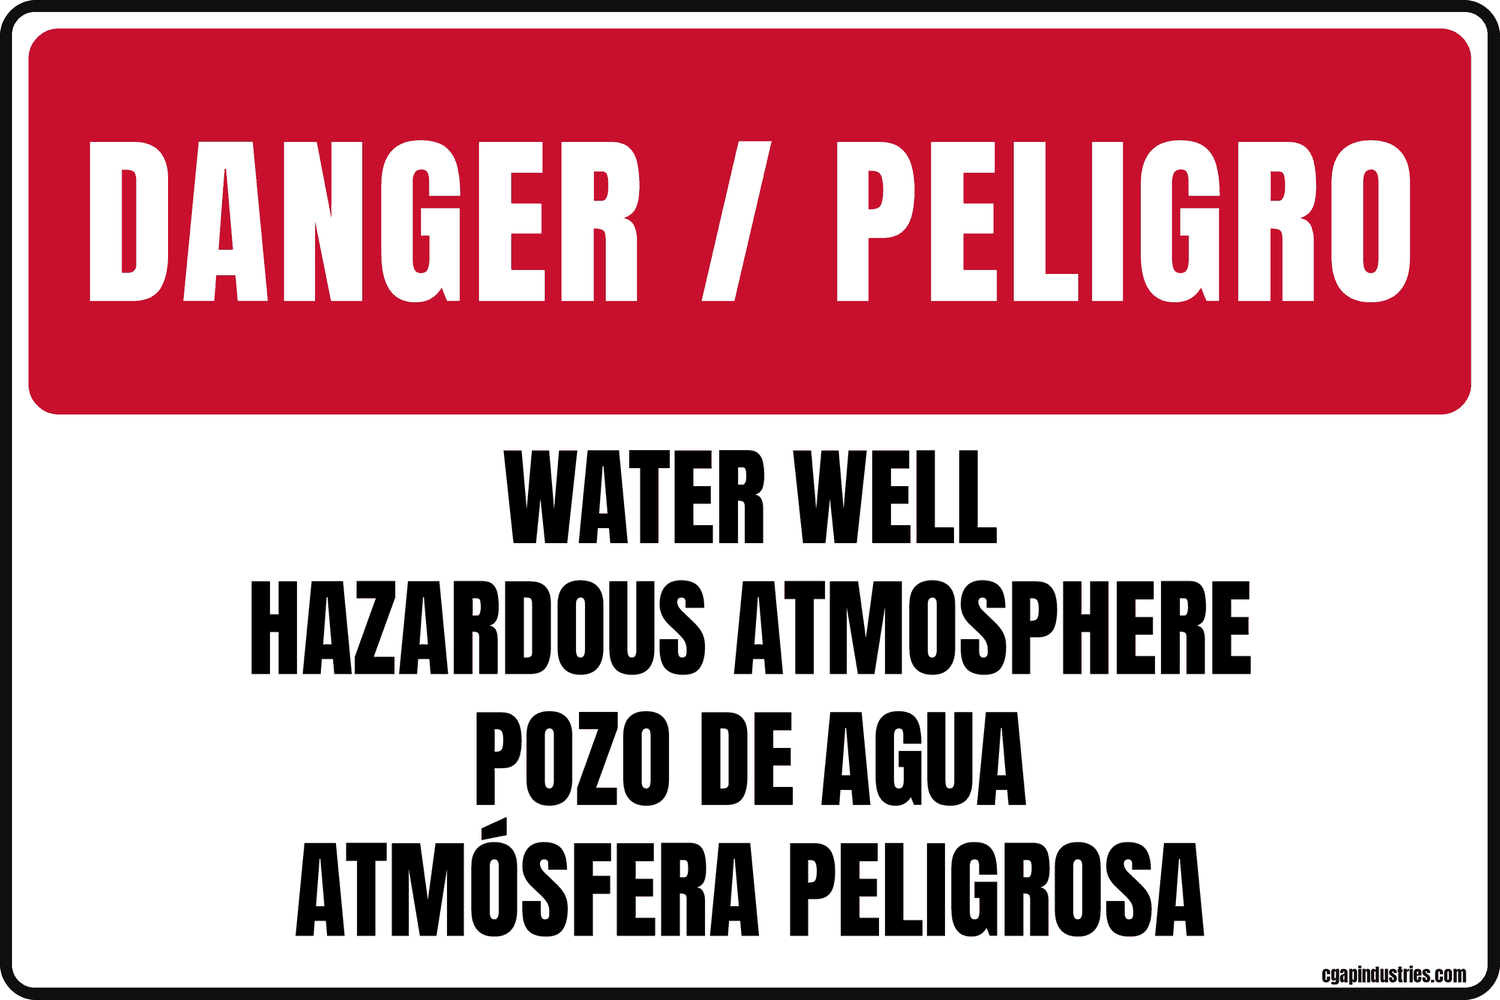 DANGER / PELIGRO
WATER WELL
HAZARDOUS ATMOSPHERE
POZO DE AGUA
ATMÓSFERA PELIGROSA
cgapindustries.com